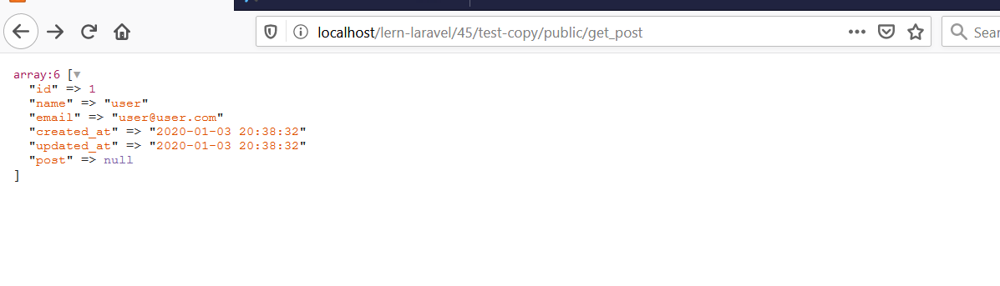 localhost/lern-laravel/45/test-copy/public/get_post
Sear
array:6 [▼
"id" => 1
"name" => "user"
"email" => "user@user.com"
"created_at" => "2020-01-03 20:38:32"
"updated_at" => "2020-01-03 20:38:32"
"post" => null
]